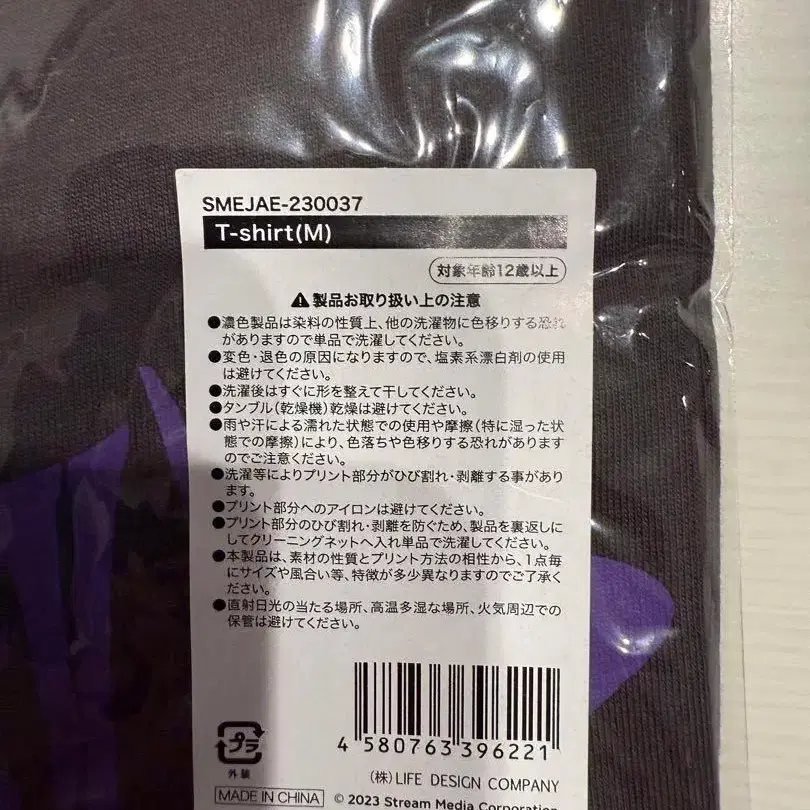 SMEJAE-230037
T-shirt(M)
対象年齢12歳以上
⚠製品お取り扱い上の注意
●濃色製品は染料の性質上、他の洗濯物に色移りする恐れ
がありますので単品で洗濯してください。
●変色・退色の原因になりますので、塩素系漂白剤の使用
は避けてください。
●洗濯後はすぐに形を整えて干してください。
●タンブル(乾燥機)乾燥は避けてください。
●雨や汗による濡れた状態での使用や摩擦(特に湿った状
態での摩擦)により、色落ちや色移りする恐れがあります
のでご注意ください。
●洗濯等によりプリント部分がひび割れ・剥離する事があり
ます。
●プリント部分へのアイロンは避けてください。
●プリント部分のひび割れ・剥離を防ぐため、製品を裏返しに
してクリーニングネットへ入れ単品で洗濯してください。
●本製品は、素材の性質とプリント方法の相性から、1点毎
にサイズや風合い等、特徴が多少異なりますのでご了承く
ださい。
●直射日光の当たる場所、高温多湿な場所、火気周辺での
保管は避けてください。
プラ
外装
4 580763 396221
(株)LIFE DESIGN COMPANY
MADE IN CHINA
© 2023 Stream Media Corporation